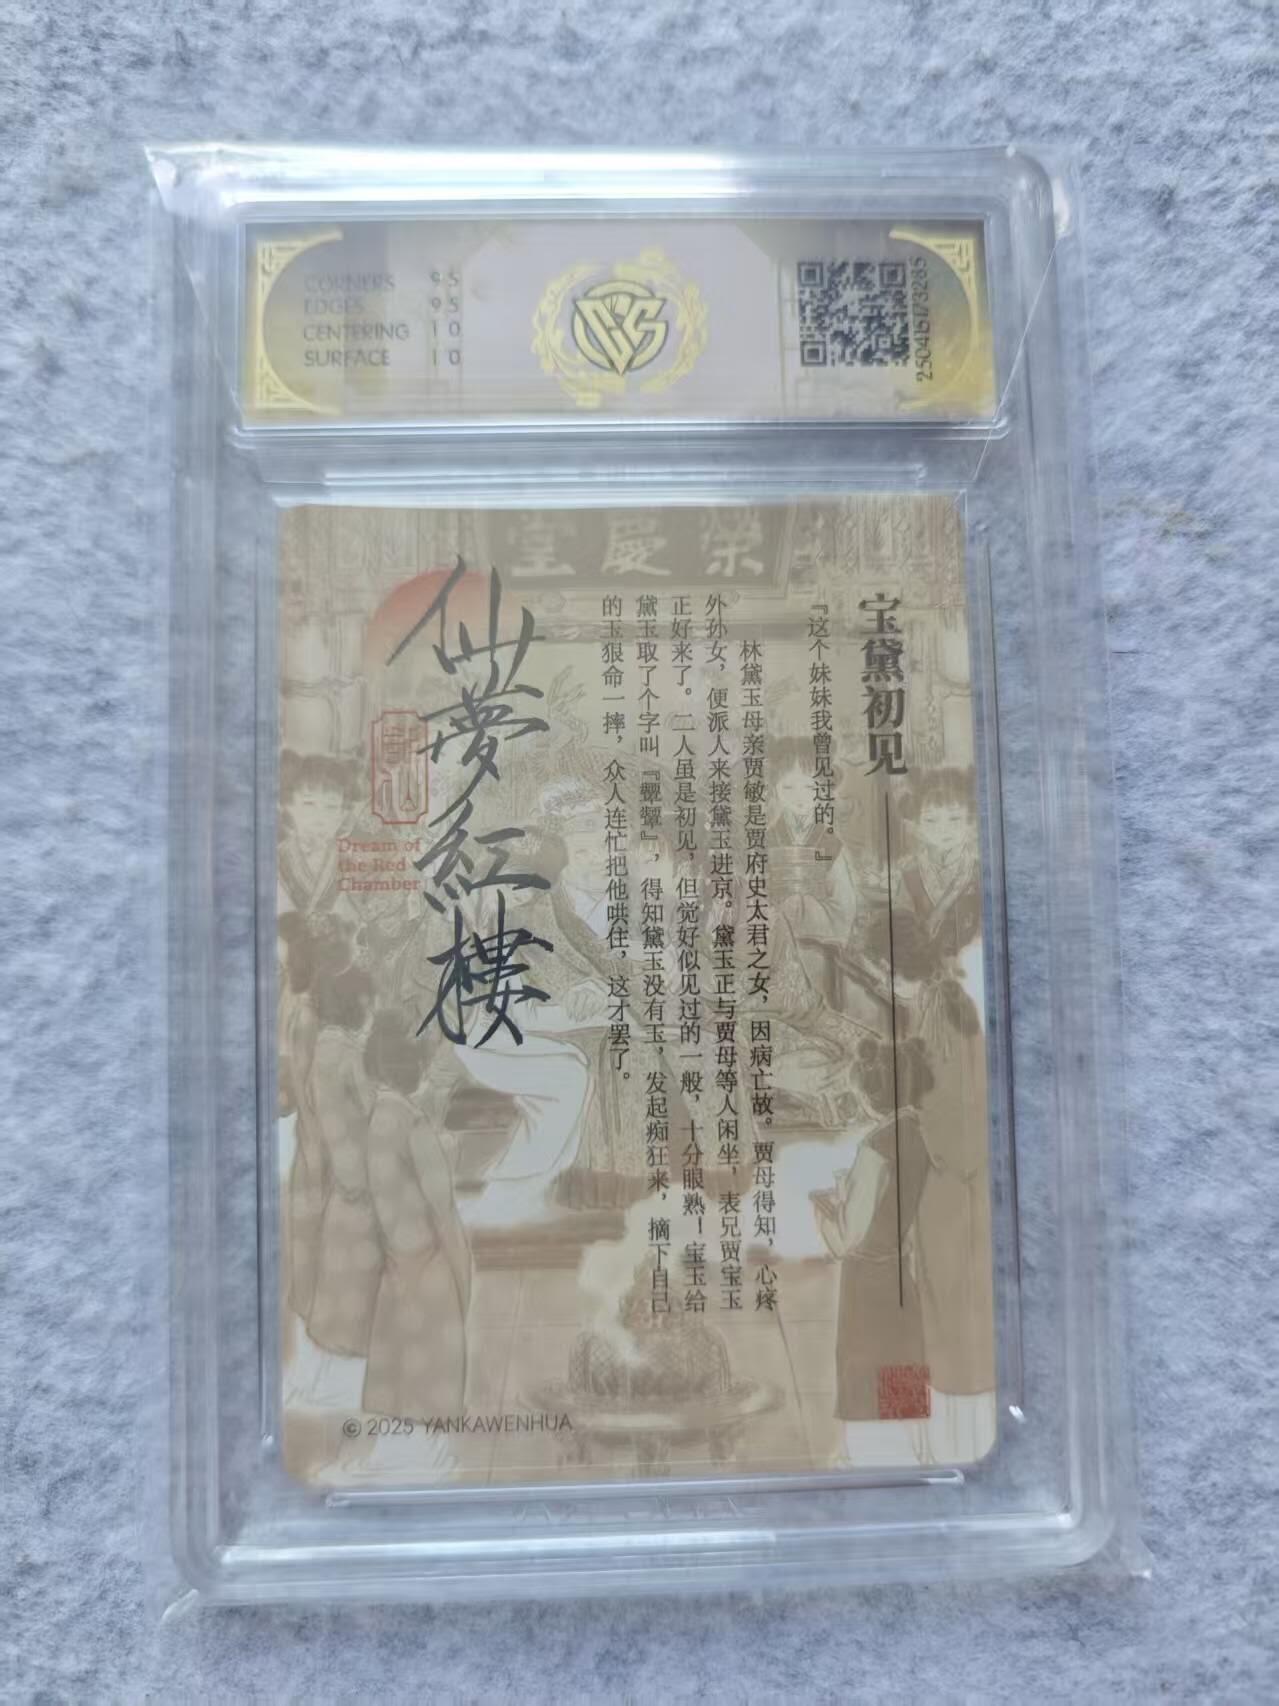 CORNERS 9.5
EDGES 9.5
CENTERING 10
SURFACE 10
CCS
250416173285
榮慶堂
宝黛初见
『这个妹妹我曾见过的。』
林黛玉母亲贾敏是贾府史太君之女，因病亡故。贾母得知，心疼
外孙女，便派人来接黛玉进京。黛玉正与贾母等人闲坐，表兄贾宝玉
正好来了。二人虽是初见，但觉好似见过的一般，十分眼熟！宝玉给
黛玉取了个字叫『颦颦』，得知黛玉没有玉，发起痴狂来，摘下自己
的玉狠命一摔，众人连忙把他哄住，这才罢了。
仙夢紅樓
Dream of
the Red
Chamber
© 2025 YANKAWENHUA